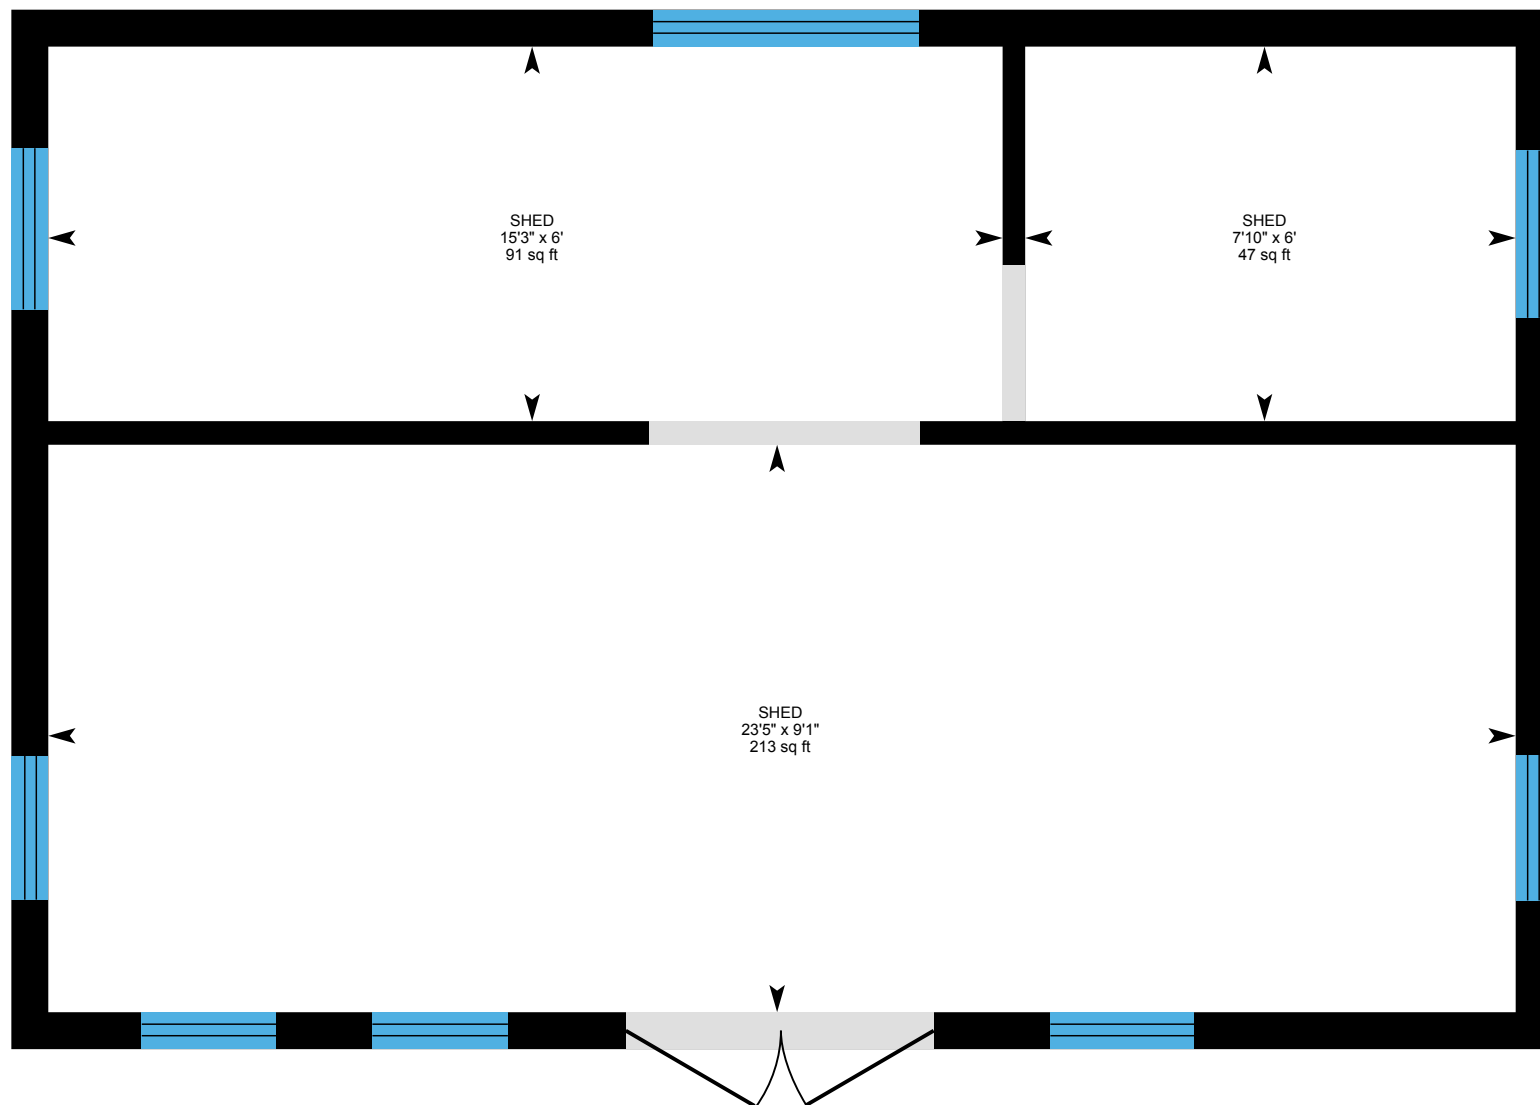 SHED
15'3" x 6'
91 sq ft
SHED
7'10" x 6'
47 sq ft
SHED
23'5" x 9'1"
213 sq ft